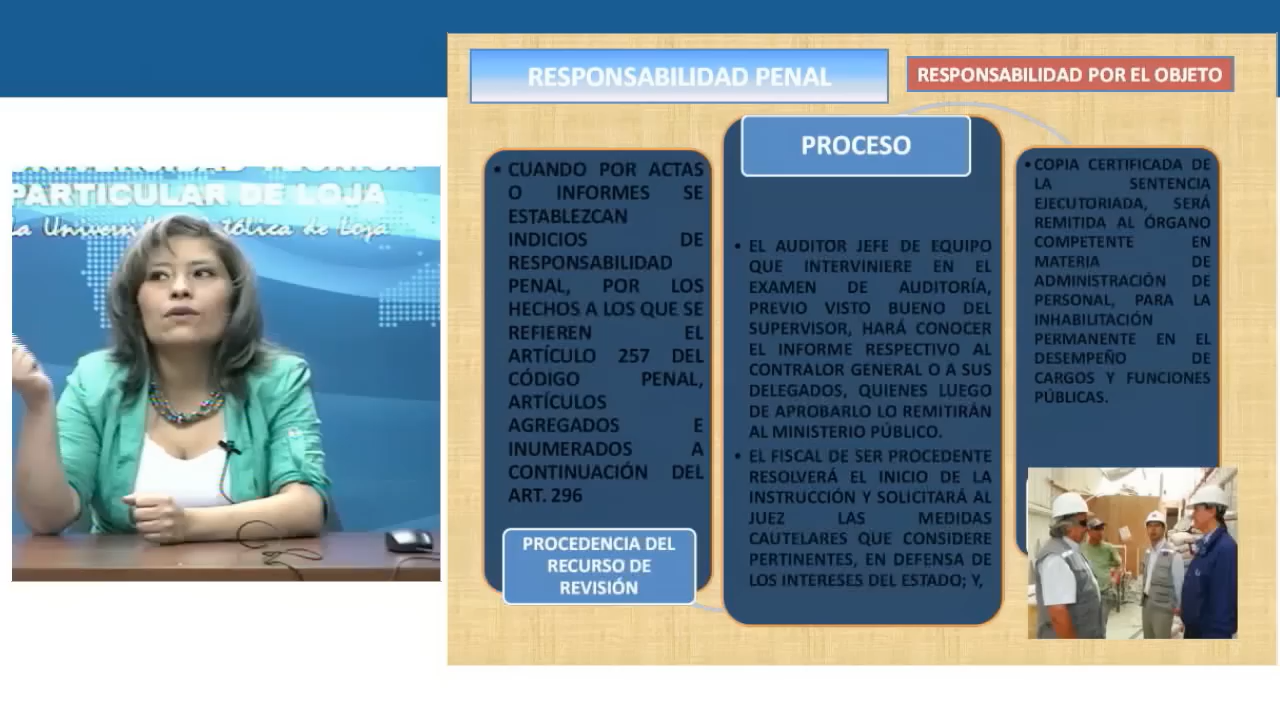 PARTICULAR DE LOJA
RESPONSABILIDAD PENAL
RESPONSABILIDAD POR EL OBJETO
• CUANDO POR ACTAS
O INFORMES SE
ESTABLEZCAN
INDICIOS DE
RESPONSABILIDAD
PENAL, POR LOS
HECHOS A LOS QUE SE
REFIEREN EL
ARTÍCULO 257 DEL
CÓDIGO PENAL,
ARTÍCULOS
AGREGADOS E
INUMERADOS A
CONTINUACIÓN DEL
ART. 296
PROCEDENCIA DEL
RECURSO DE
REVISIÓN
PROCESO
• EL AUDITOR JEFE DE EQUIPO
QUE INTERVINIERE EN EL
EXAMEN DE AUDITORÍA,
PREVIO VISTO BUENO DEL
SUPERVISOR, HARÁ CONOCER
EL INFORME RESPECTIVO AL
CONTRALOR GENERAL O A SUS
DELEGADOS, QUIENES LUEGO
DE APROBARLO LO REMITIRÁN
AL MINISTERIO PÚBLICO.
• EL FISCAL DE SER PROCEDENTE
RESOLVERÁ EL INICIO DE LA
INSTRUCCIÓN Y SOLICITARÁ AL
JUEZ LAS MEDIDAS
CAUTELARES QUE CONSIDERE
PERTINENTES, EN DEFENSA DE
LOS INTERESES DEL ESTADO; Y,
• COPIA CERTIFICADA DE
LA SENTENCIA
EJECUTORIADA, SERÁ
REMITIDA AL ÓRGANO
COMPETENTE EN
MATERIA DE
ADMINISTRACIÓN DE
PERSONAL, PARA LA
INHABILITACIÓN
PERMANENTE EN EL
DESEMPEÑO DE
CARGOS Y FUNCIONES
PÚBLICAS.